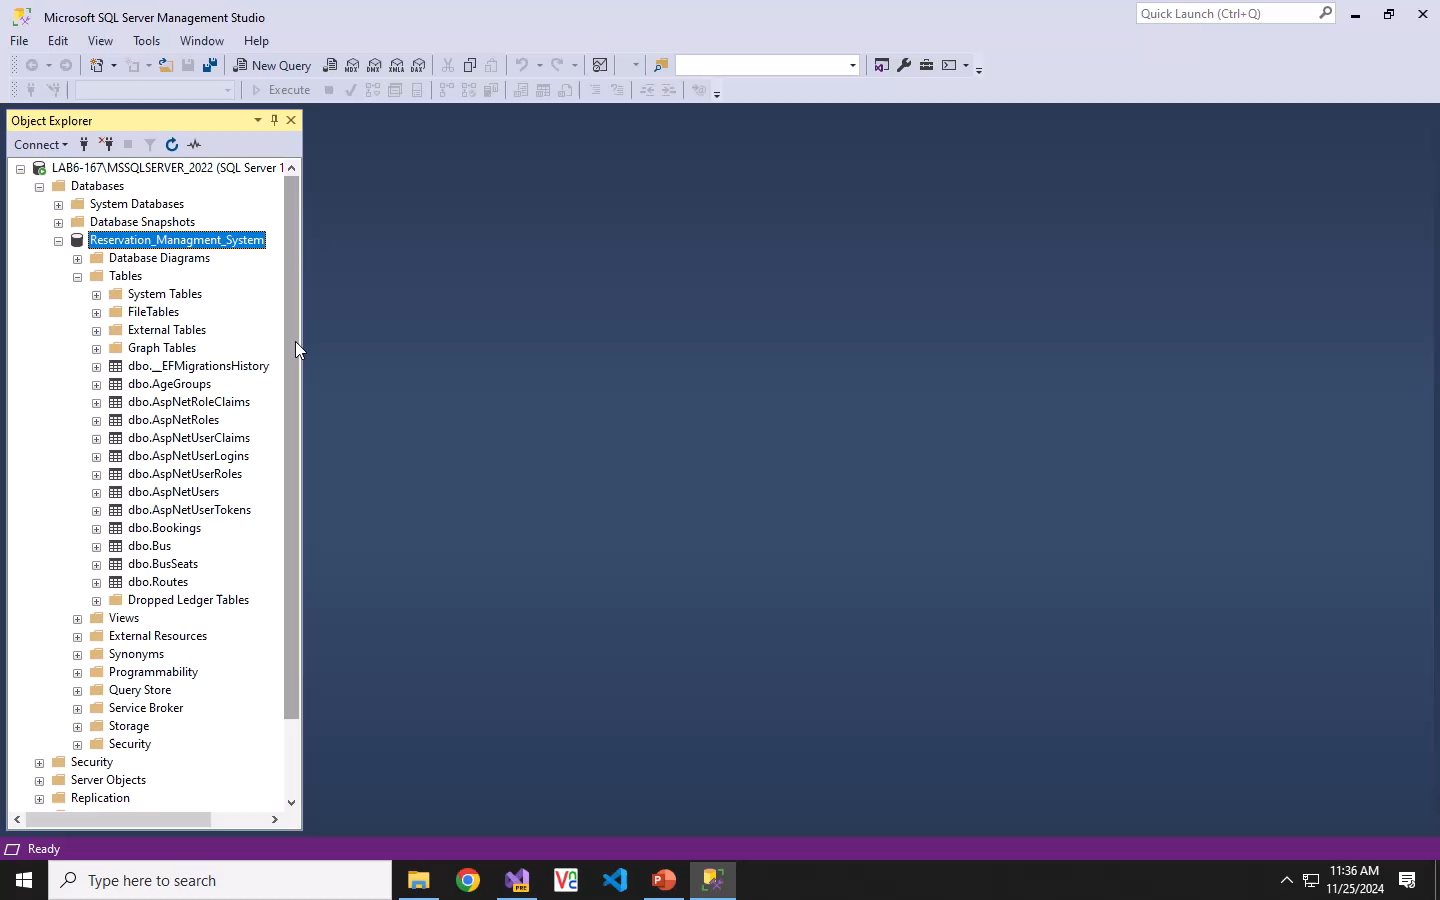 Microsoft SQL Server Management Studio
Quick Launch (Ctrl+Q)
File Edit View Tools Window Help
New Query
MDX DMX XMLA DAX
Execute
Object Explorer
Connect
LAB6-167\MSSQLSERVER_2022 (SQL Server 1
Databases
System Databases
Database Snapshots
Reservation_Managment_System
Database Diagrams
Tables
System Tables
FileTables
External Tables
Graph Tables
dbo.__EFMigrationsHistory
dbo.AgeGroups
dbo.AspNetRoleClaims
dbo.AspNetRoles
dbo.AspNetUserClaims
dbo.AspNetUserLogins
dbo.AspNetUserRoles
dbo.AspNetUsers
dbo.AspNetUserTokens
dbo.Bookings
dbo.Bus
dbo.BusSeats
dbo.Routes
Dropped Ledger Tables
Views
External Resources
Synonyms
Programmability
Query Store
Service Broker
Storage
Security
Security
Server Objects
Replication
Ready
Type here to search
PRE
11:36 AM
11/25/2024